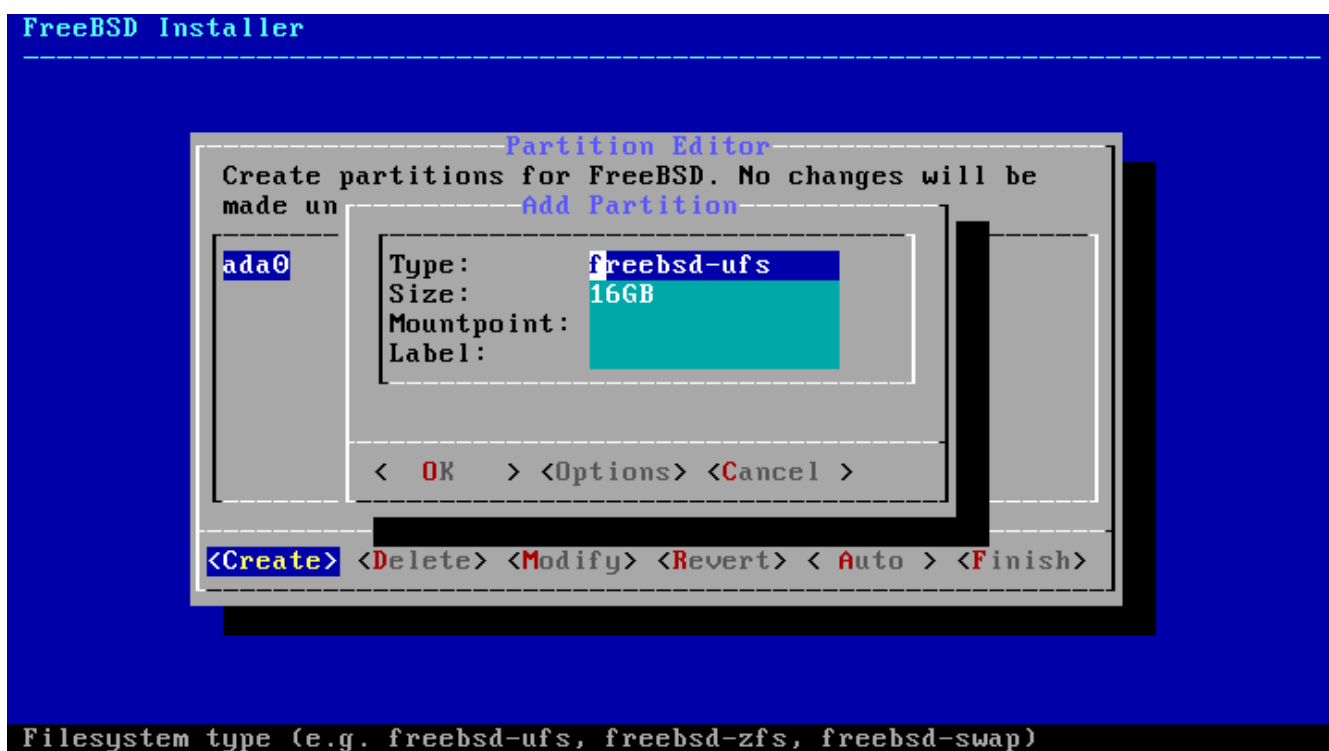 FreeBSD Installer
Partition Editor
Create partitions for FreeBSD. No changes will be
made un
Add Partition
ada0
Type: freebsd-ufs
Size: 16GB
Mountpoint:
Label:
< OK > <Options> <Cancel >
<Create> <Delete> <Modify> <Revert> < Auto > <Finish>
Filesystem type (e.g. freebsd-ufs, freebsd-zfs, freebsd-swap)